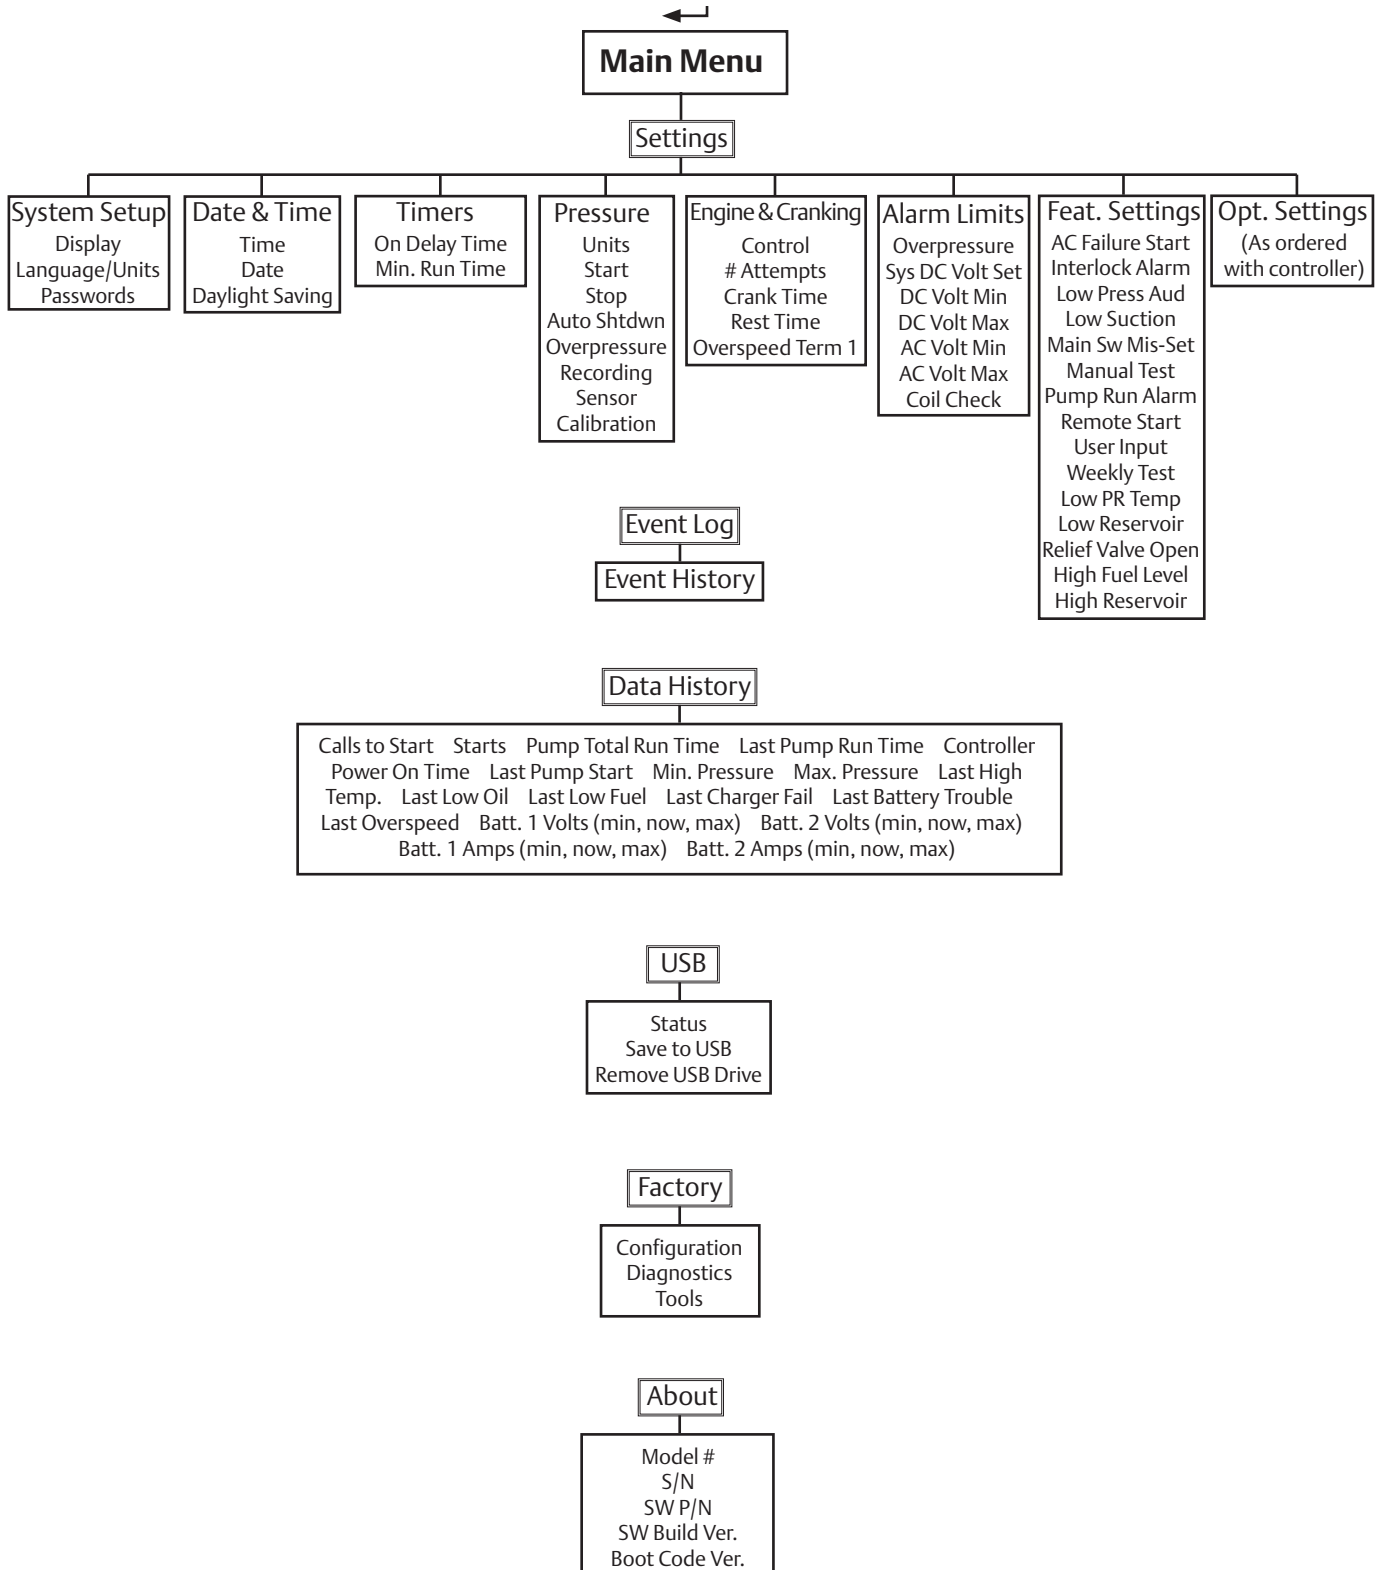 Main Menu
Settings
System Setup
Display
Language/Units
Passwords
Date & Time
Time
Date
Daylight Saving
Timers
On Delay Time
Min. Run Time
Pressure
Units
Start
Stop
Auto Shtdwn
Overpressure
Recording
Sensor
Calibration
Engine & Cranking
Control
# Attempts
Crank Time
Rest Time
Overspeed Term 1
Alarm Limits
Overpressure
Sys DC Volt Set
DC Volt Min
DC Volt Max
AC Volt Min
AC Volt Max
Coil Check
Feat. Settings
AC Failure Start
Interlock Alarm
Low Press Aud
Low Suction
Main Sw Mis-Set
Manual Test
Pump Run Alarm
Remote Start
User Input
Weekly Test
Low PR Temp
Low Reservoir
Relief Valve Open
High Fuel Level
High Reservoir
Opt. Settings
(As ordered
with controller)
Event Log
Event History
Data History
Calls to Start Starts Pump Total Run Time Last Pump Run Time Controller
Power On Time Last Pump Start Min. Pressure Max. Pressure Last High
Temp. Last Low Oil Last Low Fuel Last Charger Fail Last Battery Trouble
Last Overspeed Batt. 1 Volts (min, now, max) Batt. 2 Volts (min, now, max)
Batt. 1 Amps (min, now, max) Batt. 2 Amps (min, now, max)
USB
Status
Save to USB
Remove USB Drive
Factory
Configuration
Diagnostics
Tools
About
Model #
S/N
SW P/N
SW Build Ver.
Boot Code Ver.